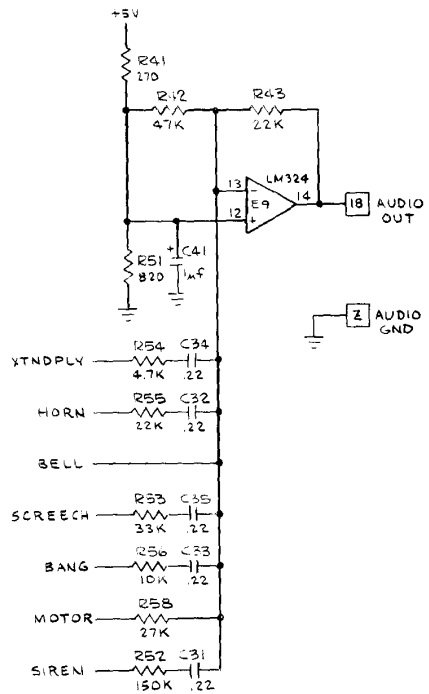 +5V
R41
270
R42
47K
R43
22K
LM324
13
E9
14
12
18
AUDIO
OUT
R51
820
+
C41
1mf
Z
AUDIO
GND
XTNDPLY
R54
4.7K
C34
.22
HORN
R55
22K
C32
.22
BELL
SCREECH
R53
33K
C35
.22
BANG
R56
10K
C33
.22
MOTOR
R58
27K
SIREN
R52
150K
C31
.22